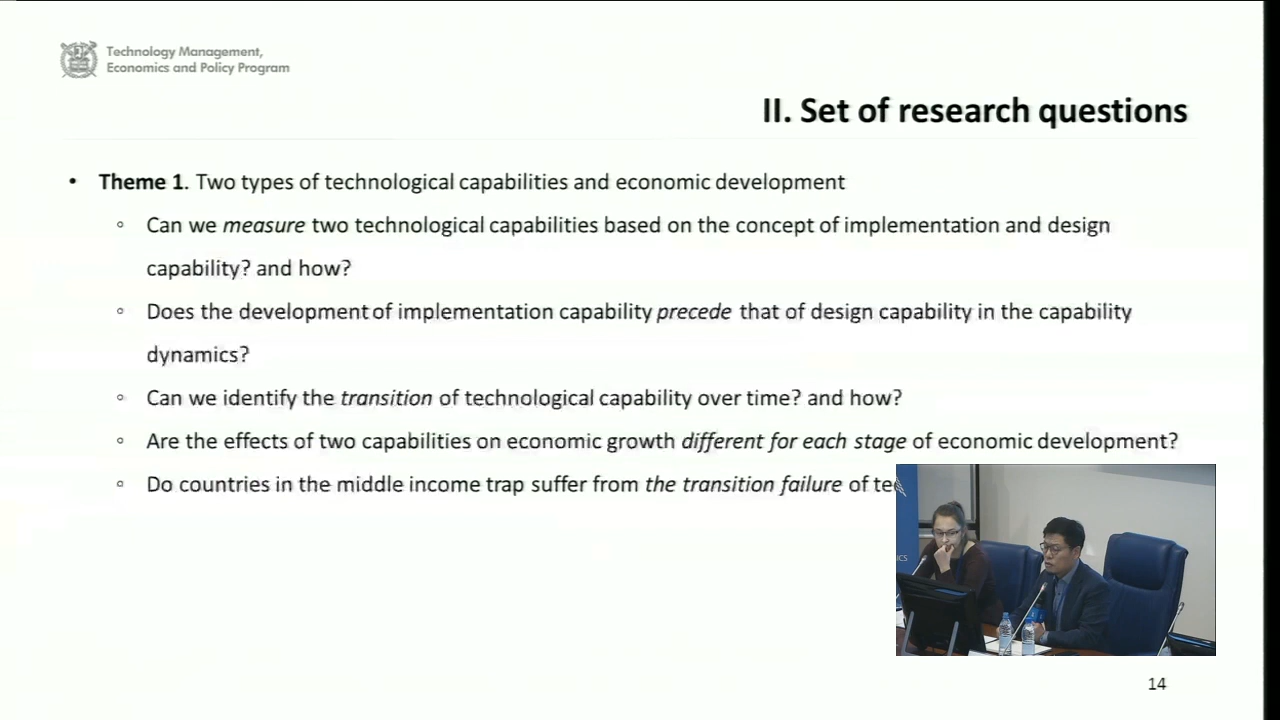 Technology Management,
Economics and Policy Program
II. Set of research questions
• Theme 1. Two types of technological capabilities and economic development
◦ Can we measure two technological capabilities based on the concept of implementation and design
capability? and how?
◦ Does the development of implementation capability precede that of design capability in the capability
dynamics?
◦ Can we identify the transition of technological capability over time? and how?
◦ Are the effects of two capabilities on economic growth different for each stage of economic development?
◦ Do countries in the middle income trap suffer from the transition failure of
ICS
14